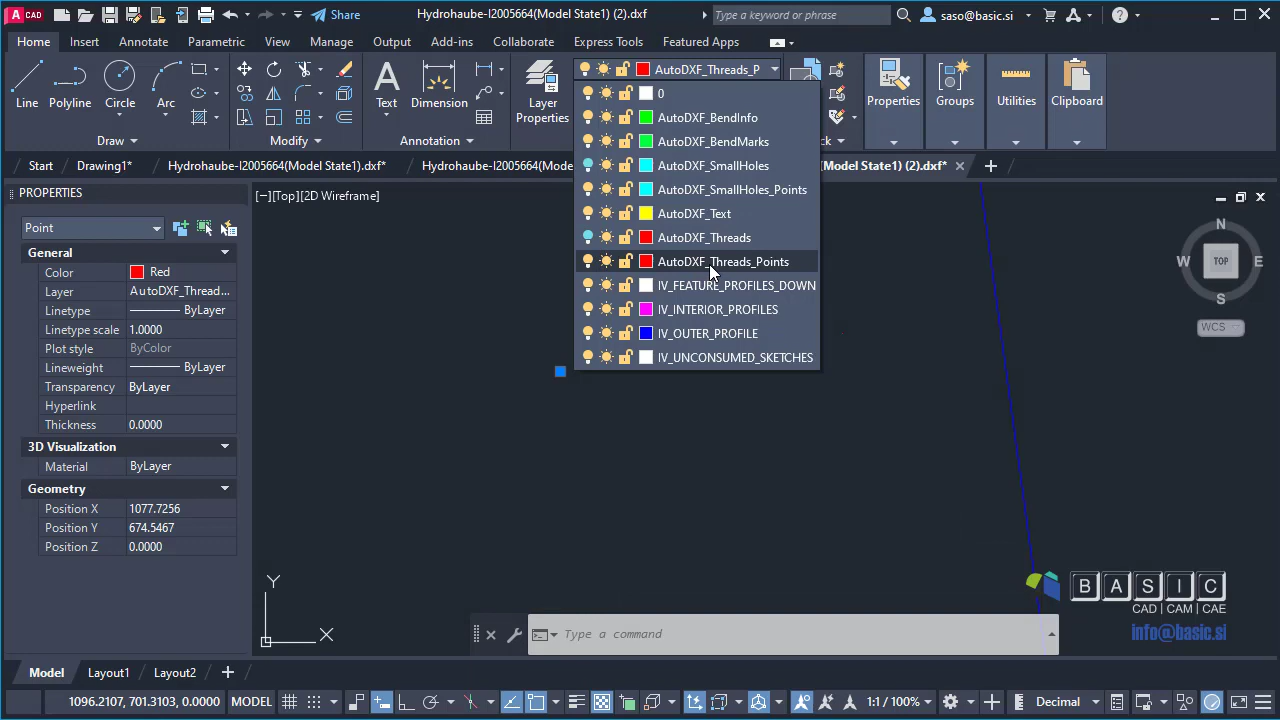 CAD
Share
Hydrohaube-I2005664(Model State1) (2).dxf
Type a keyword or phrase
saso@basic.si
Home
Insert
Annotate
Parametric
View
Manage
Output
Add-ins
Collaborate
Express Tools
Featured Apps
Line
Polyline
Circle
Arc
Text
Dimension
Layer
Properties
AutoDXF_Threads_P
Properties
Groups
Utilities
Clipboard
Draw
Modify
Annotation
Start
Drawing1*
Hydrohaube-I2005664(Model State1).dxf*
Hydrohaube-I2005664(Mode
(Model State1) (2).dxf*
0
AutoDXF_BendInfo
AutoDXF_BendMarks
AutoDXF_SmallHoles
AutoDXF_SmallHoles_Points
AutoDXF_Text
AutoDXF_Threads
AutoDXF_Threads_Points
IV_FEATURE_PROFILES_DOWN
IV_INTERIOR_PROFILES
IV_OUTER_PROFILE
IV_UNCONSUMED_SKETCHES
PROPERTIES
Point
General
Color Red
Layer AutoDXF_Thread...
Linetype ByLayer
Linetype scale 1.0000
Plot style ByColor
Lineweight ByLayer
Transparency ByLayer
Hyperlink
Thickness 0.0000
3D Visualization
Material ByLayer
Geometry
Position X 1077.7256
Position Y 674.5467
Position Z 0.0000
[−][Top][2D Wireframe]
N
W TOP E
S
WCS
Y
X
BASIC
CAD | CAM | CAE
info@basic.si
Type a command
Model
Layout1
Layout2
1096.2107, 701.3103, 0.0000
MODEL
1:1 / 100%
Decimal